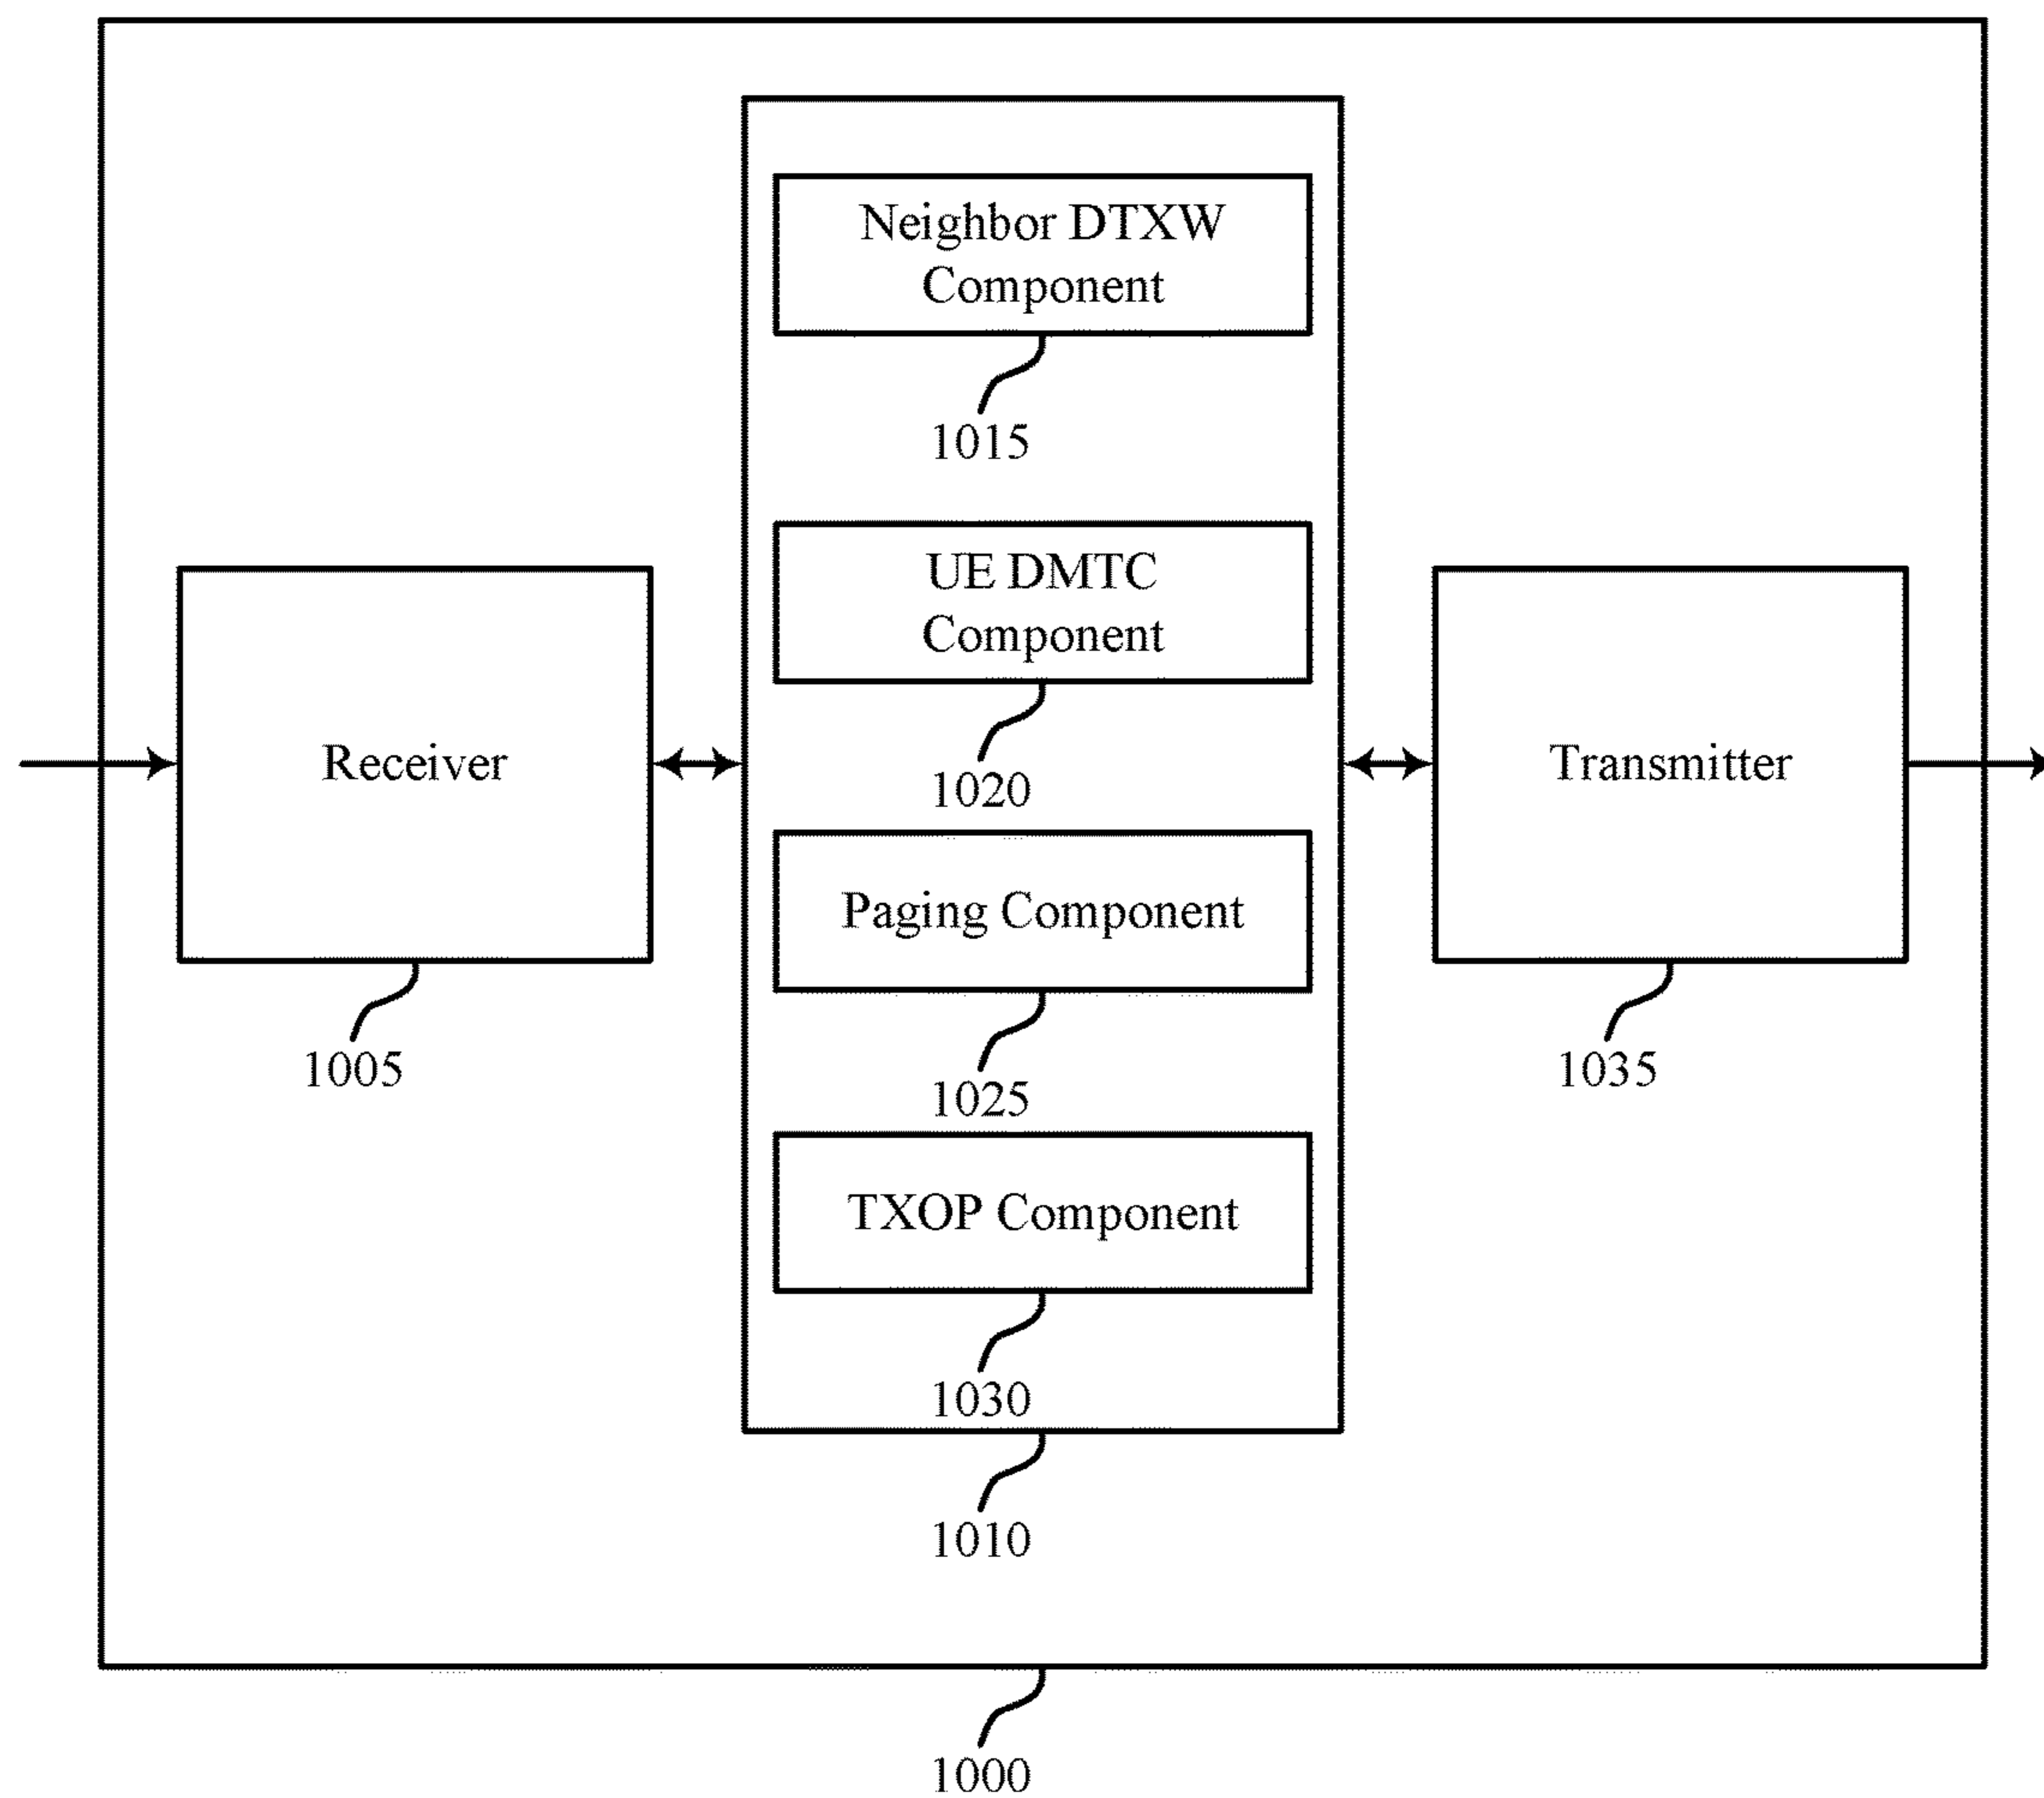 Neighbor DTXW
Component
1015
UE DMTC
Component
1020
Receiver
1005
Transmitter
1035
Paging Component
1025
TXOP Component
1030
1010
1000